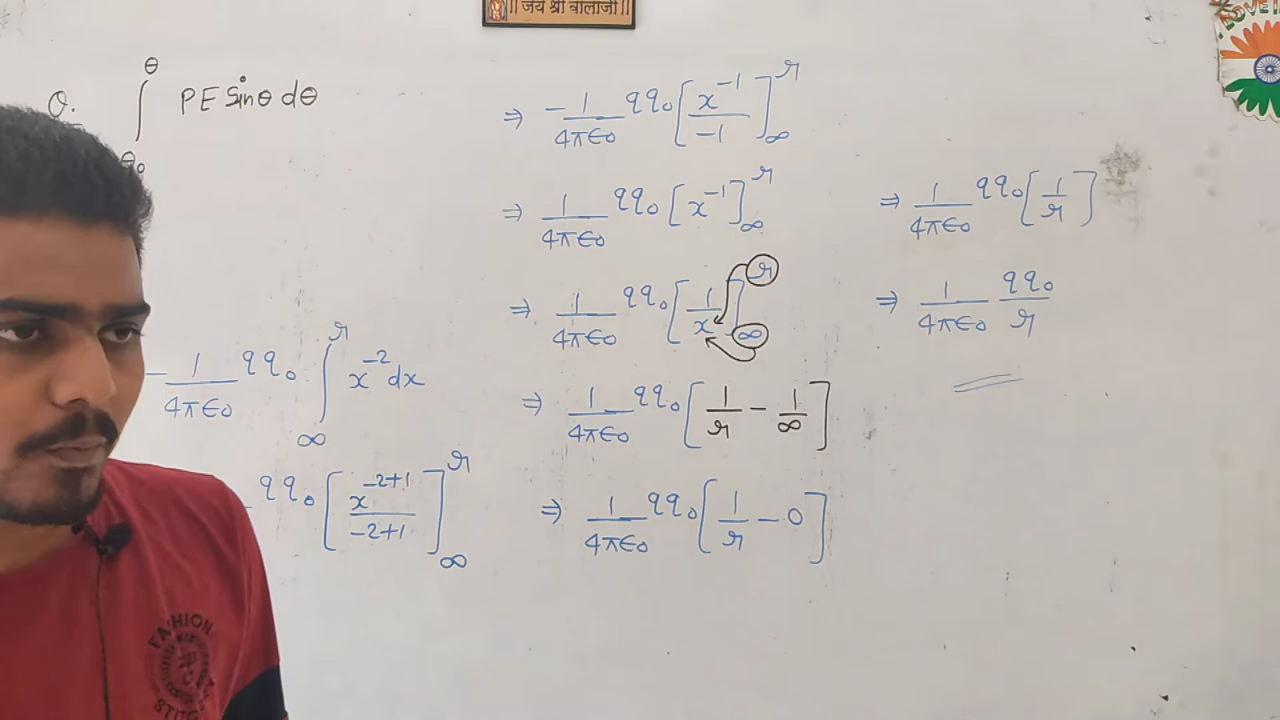 || जय श्री बालाजी ||
Q. ∫_{θ₀}^{θ} PE Sinθ dθ
-1/4πε₀ qq₀ ∫_{∞}^{r} x^{-2} dx
qq₀ [x^{-2+1}/-2+1]_{∞}^{r}
⇒ -1/4πε₀ qq₀ [x^{-1}/-1]_{∞}^{r}
⇒ 1/4πε₀ qq₀ [x^{-1}]_{∞}^{r}
⇒ 1/4πε₀ qq₀ [1/x]_{∞}^{r}
⇒ 1/4πε₀ qq₀ [1/r - 1/∞]
⇒ 1/4πε₀ qq₀ [1/r - 0]
⇒ 1/4πε₀ qq₀ [1/r]
⇒ 1/4πε₀ qq₀/r
FASHION